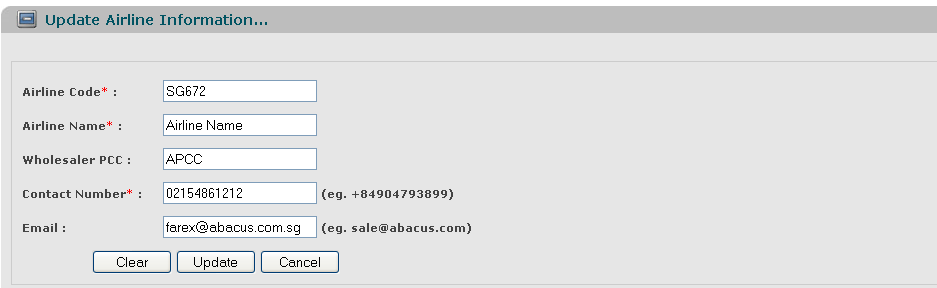 Update Airline Information...
Airline Code* : SG672
Airline Name* : Airline Name
Wholesaler PCC : APCC
Contact Number* : 02154861212 (eg. +84904793899)
Email : farex@abacus.com.sg (eg. sale@abacus.com)
Clear Update Cancel